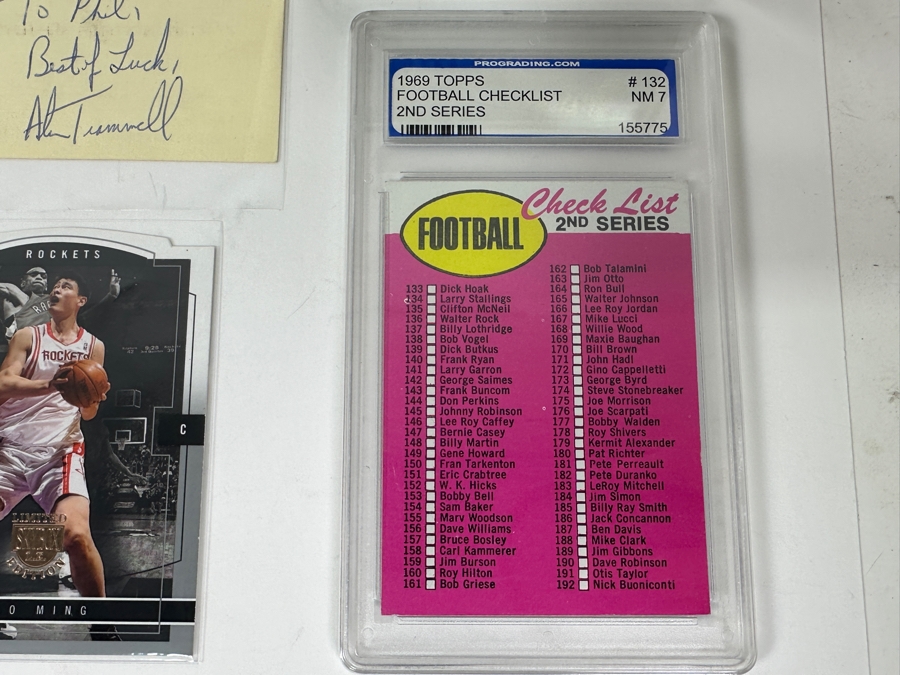 To Phil,
Best of Luck,
Alan Trammell
ROCKETS
ROCKETS
C
LIMITED
O MING
PROGRADING.COM
1969 TOPPS # 132
FOOTBALL CHECKLIST NM 7
2ND SERIES
155775
FOOTBALL
Check List
2ND SERIES
133 Dick Hoak
134 Larry Stallings
135 Clifton McNeil
136 Walter Rock
137 Billy Lothridge
138 Bob Vogel
139 Dick Butkus
140 Frank Ryan
141 Larry Garron
142 George Saimes
143 Frank Buncom
144 Don Perkins
145 Johnny Robinson
146 Lee Roy Caffey
147 Bernie Casey
148 Billy Martin
149 Gene Howard
150 Fran Tarkenton
151 Eric Crabtree
152 W. K. Hicks
153 Bobby Bell
154 Sam Baker
155 Marv Woodson
156 Dave Williams
157 Bruce Bosley
158 Carl Kammerer
159 Jim Burson
160 Roy Hilton
161 Bob Griese
162 Bob Talamini
163 Jim Otto
164 Ron Bull
165 Walter Johnson
166 Lee Roy Jordan
167 Mike Lucci
168 Willie Wood
169 Maxie Baughan
170 Bill Brown
171 John Hadl
172 Gino Cappelletti
173 George Byrd
174 Steve Stonebreaker
175 Joe Morrison
176 Joe Scarpati
177 Bobby Walden
178 Roy Shivers
179 Kermit Alexander
180 Pat Richter
181 Pete Perreault
182 Pete Duranko
183 LeRoy Mitchell
184 Jim Simon
185 Billy Ray Smith
186 Jack Concannon
187 Ben Davis
188 Mike Clark
189 Jim Gibbons
190 Dave Robinson
191 Otis Taylor
192 Nick Buoniconti